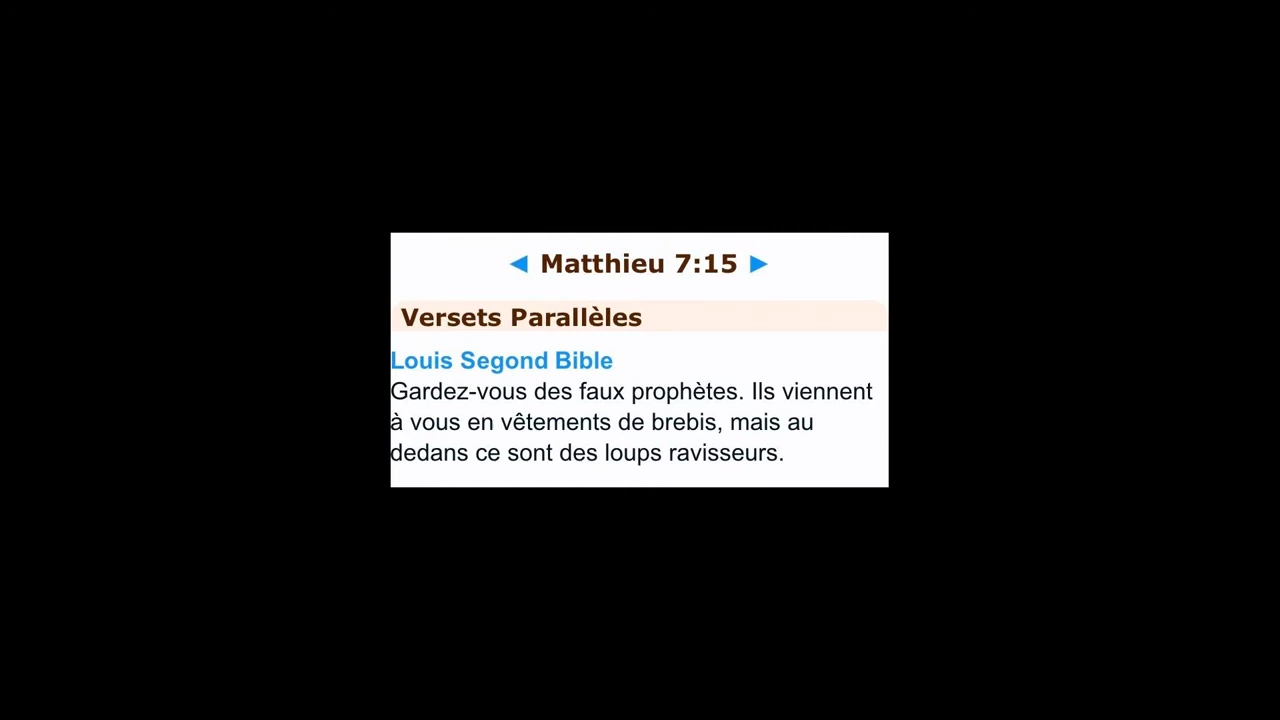 ◄ Matthieu 7:15 ►
Versets Parallèles
Louis Segond Bible
Gardez-vous des faux prophètes. Ils viennent
à vous en vêtements de brebis, mais au
dedans ce sont des loups ravisseurs.